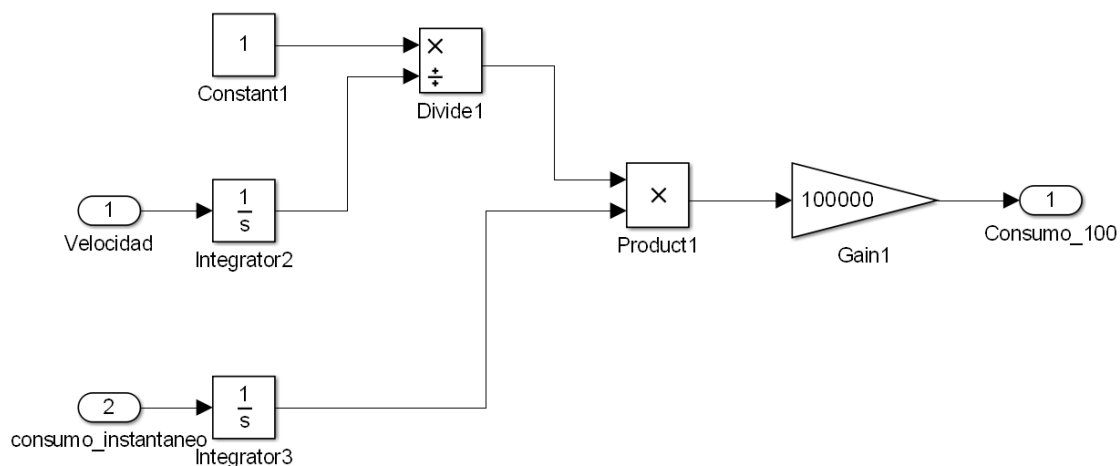 1
Constant1
×
÷
Divide1
1
Velocidad
1
s
Integrator2
×
Product1
100000
Gain1
1
Consumo_100
2
consumo_instantaneo
1
s
Integrator3